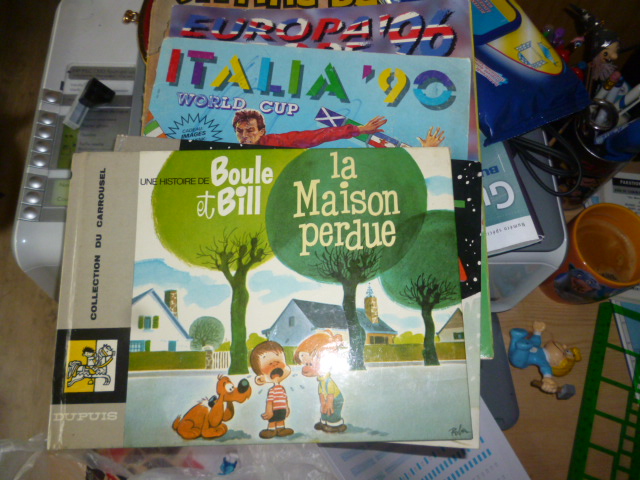 EUROPA '96
ITALIA '90
WORLD CUP
UNE HISTOIRE DE
Boule
et Bill
la
Maison
perdue
COLLECTION DU CARROUSEL
DUPUIS